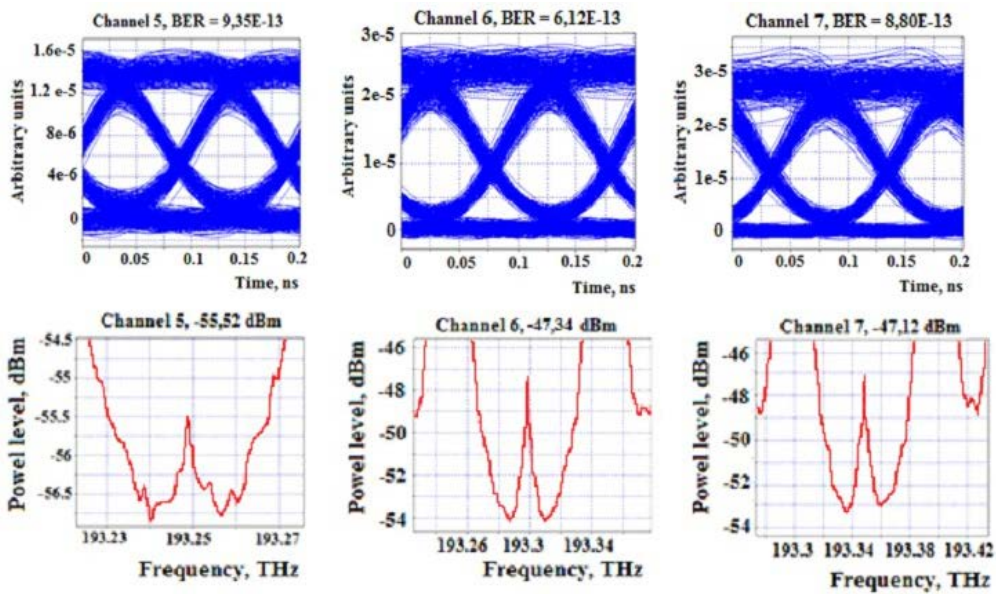 Channel 5, BER = 9,35E-13
Channel 6, BER = 6,12E-13
Channel 7, BER = 8,80E-13
Arbitrary units
1.6e-5
1.2 e-5
8e-6
4e-6
0
0 0.05 0.1 0.15 0.2
Time, ns
Arbitrary units
3e-5
2e-5
1e-5
0
0 0.05 0.1 0.15 0.2
Time, ns
Arbitrary units
3e-5
2e-5
1e-5
0
0 0.05 0.1 0.15 0.2
Time, ns
Channel 5, -55,52 dBm
Channel 6, -47,34 dBm
Channel 7, -47,12 dBm
Powel level, dBm
-54.5
-55
-55.5
-56
-56.5
193.23 193.25 193.27
Frequency, THz
Powel level, dBm
-46
-48
-50
-52
-54
193.26 193.3 193.34
Frequency, THz
Powel level, dBm
-46
-48
-50
-52
-54
193.3 193.34 193.38 193.42
Frequency, THz